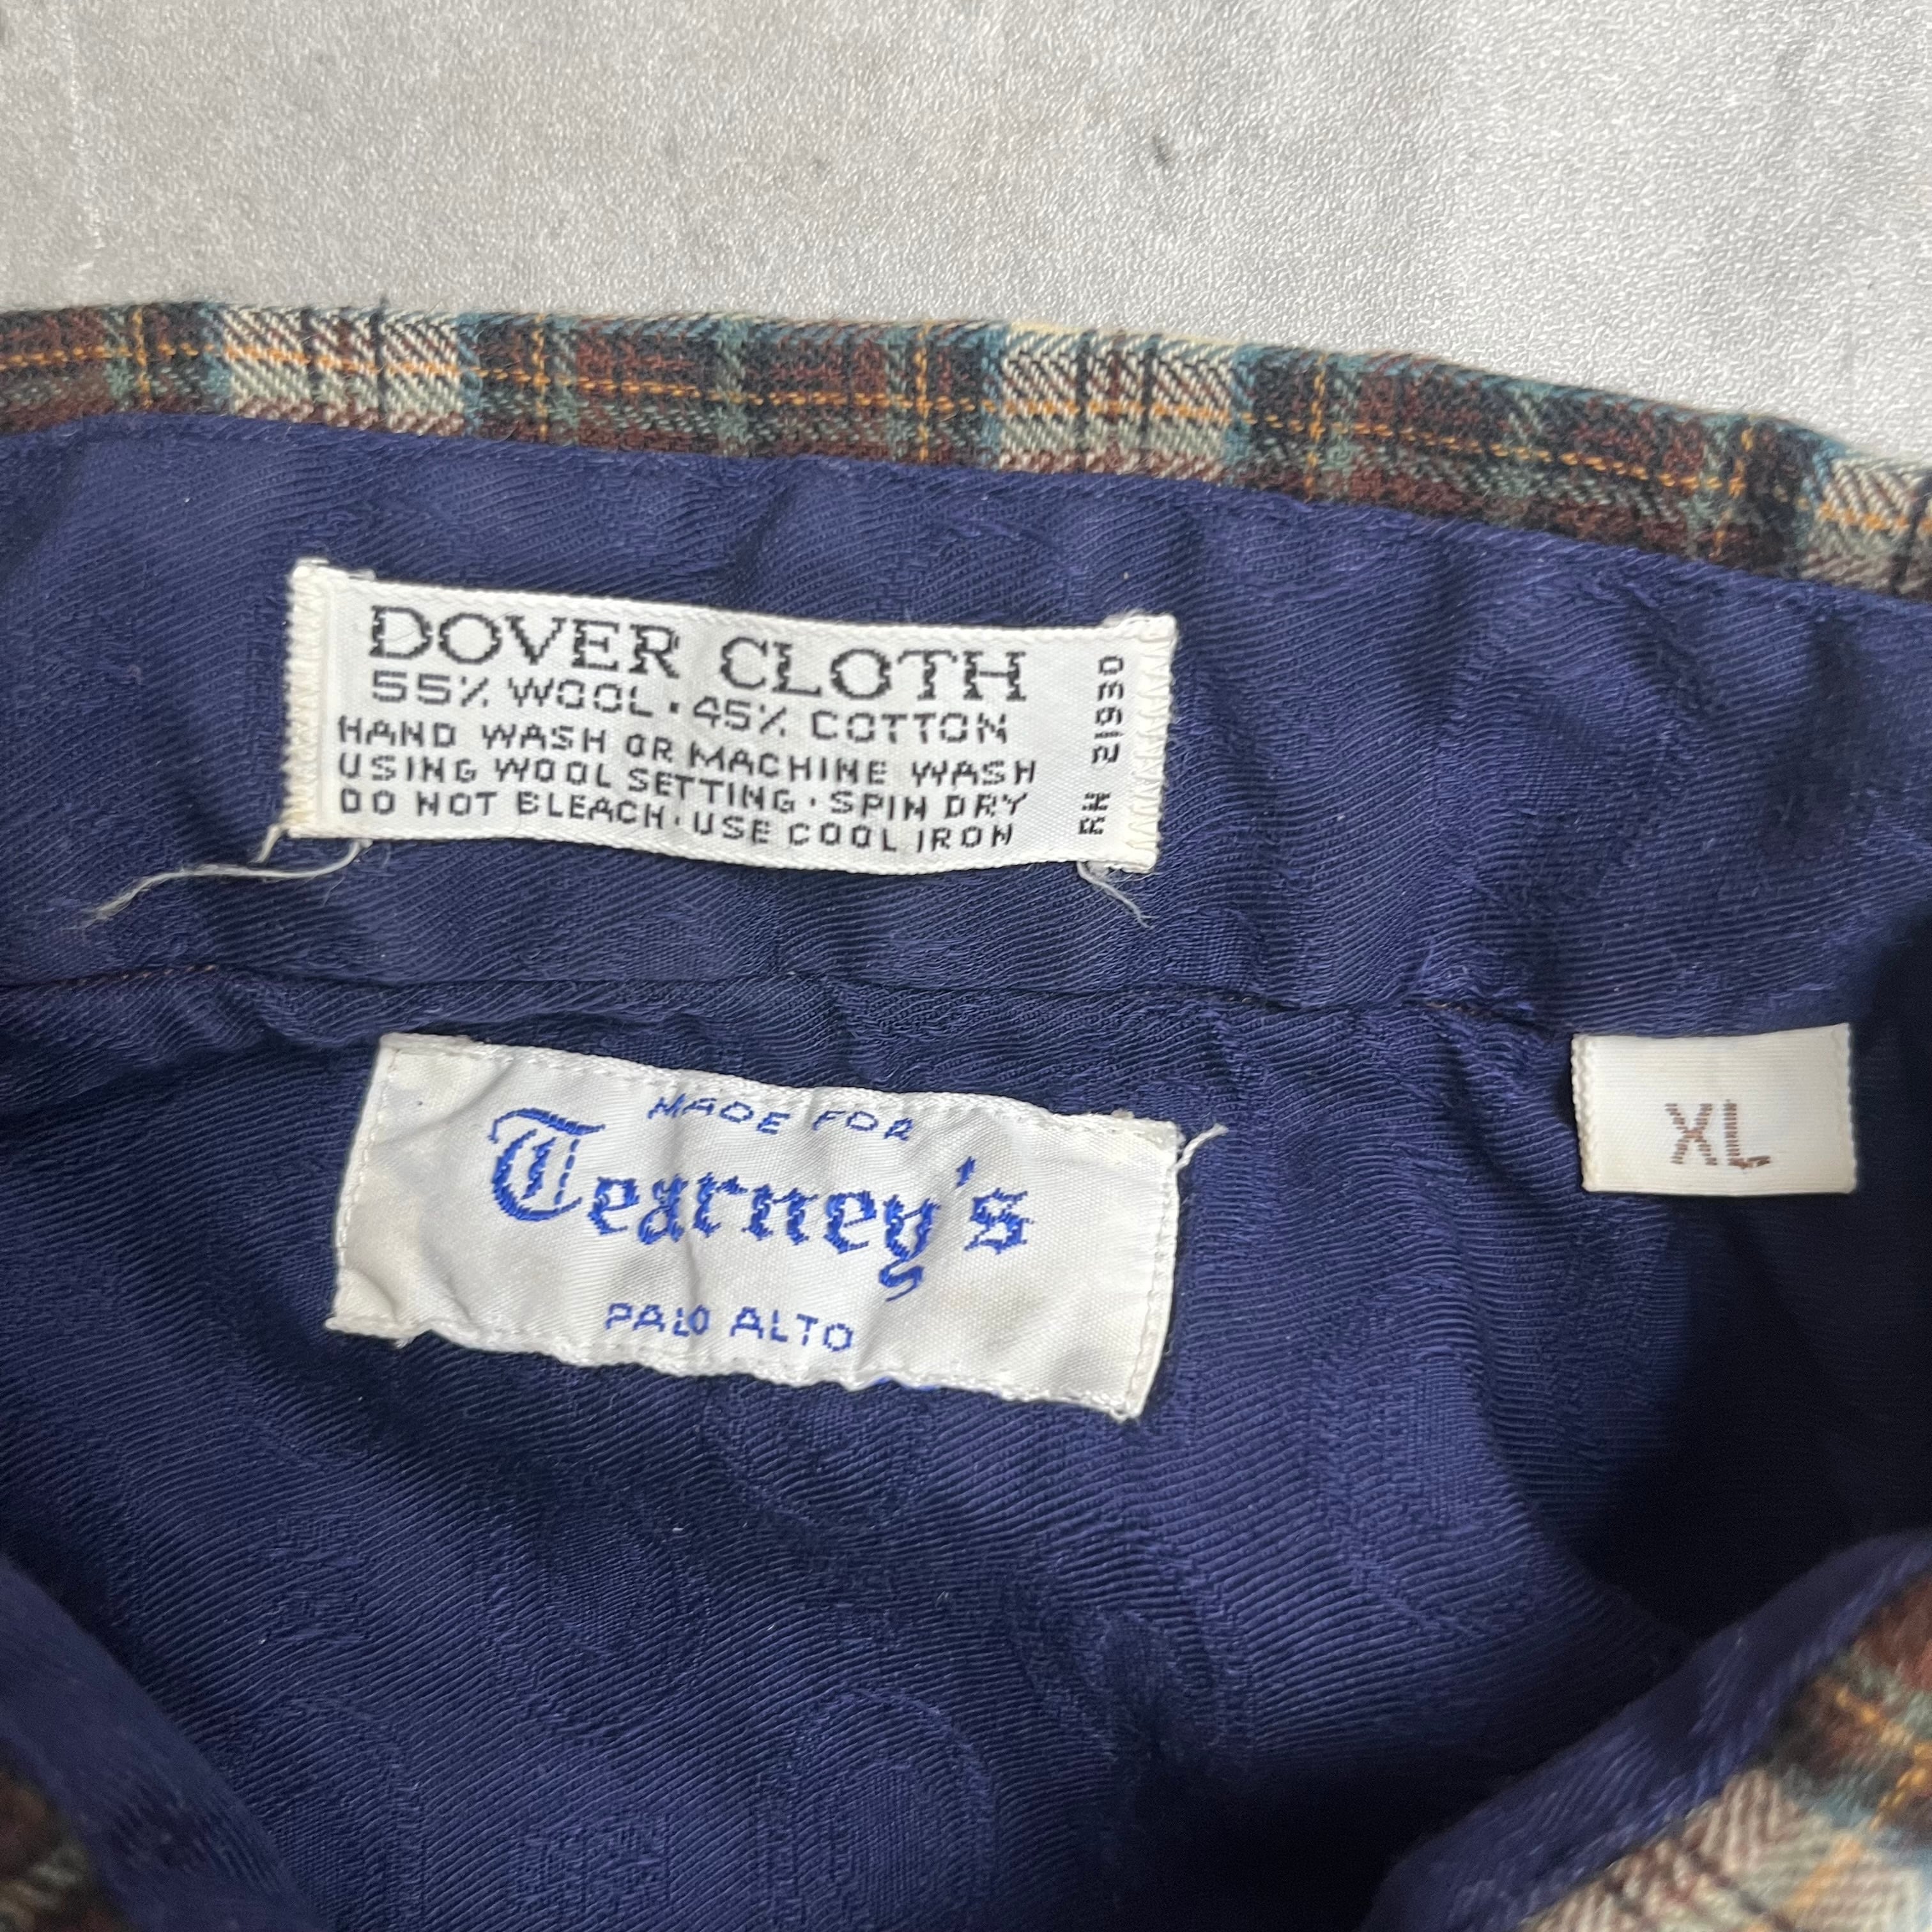 DOVER CLOTH
55% WOOL • 45% COTTON
HAND WASH OR MACHINE WASH
USING WOOL SETTING • SPIN DRY
DO NOT BLEACH • USE COOL IRON
RN 21630
MADE FOR
Tearney's
PALO ALTO
XL